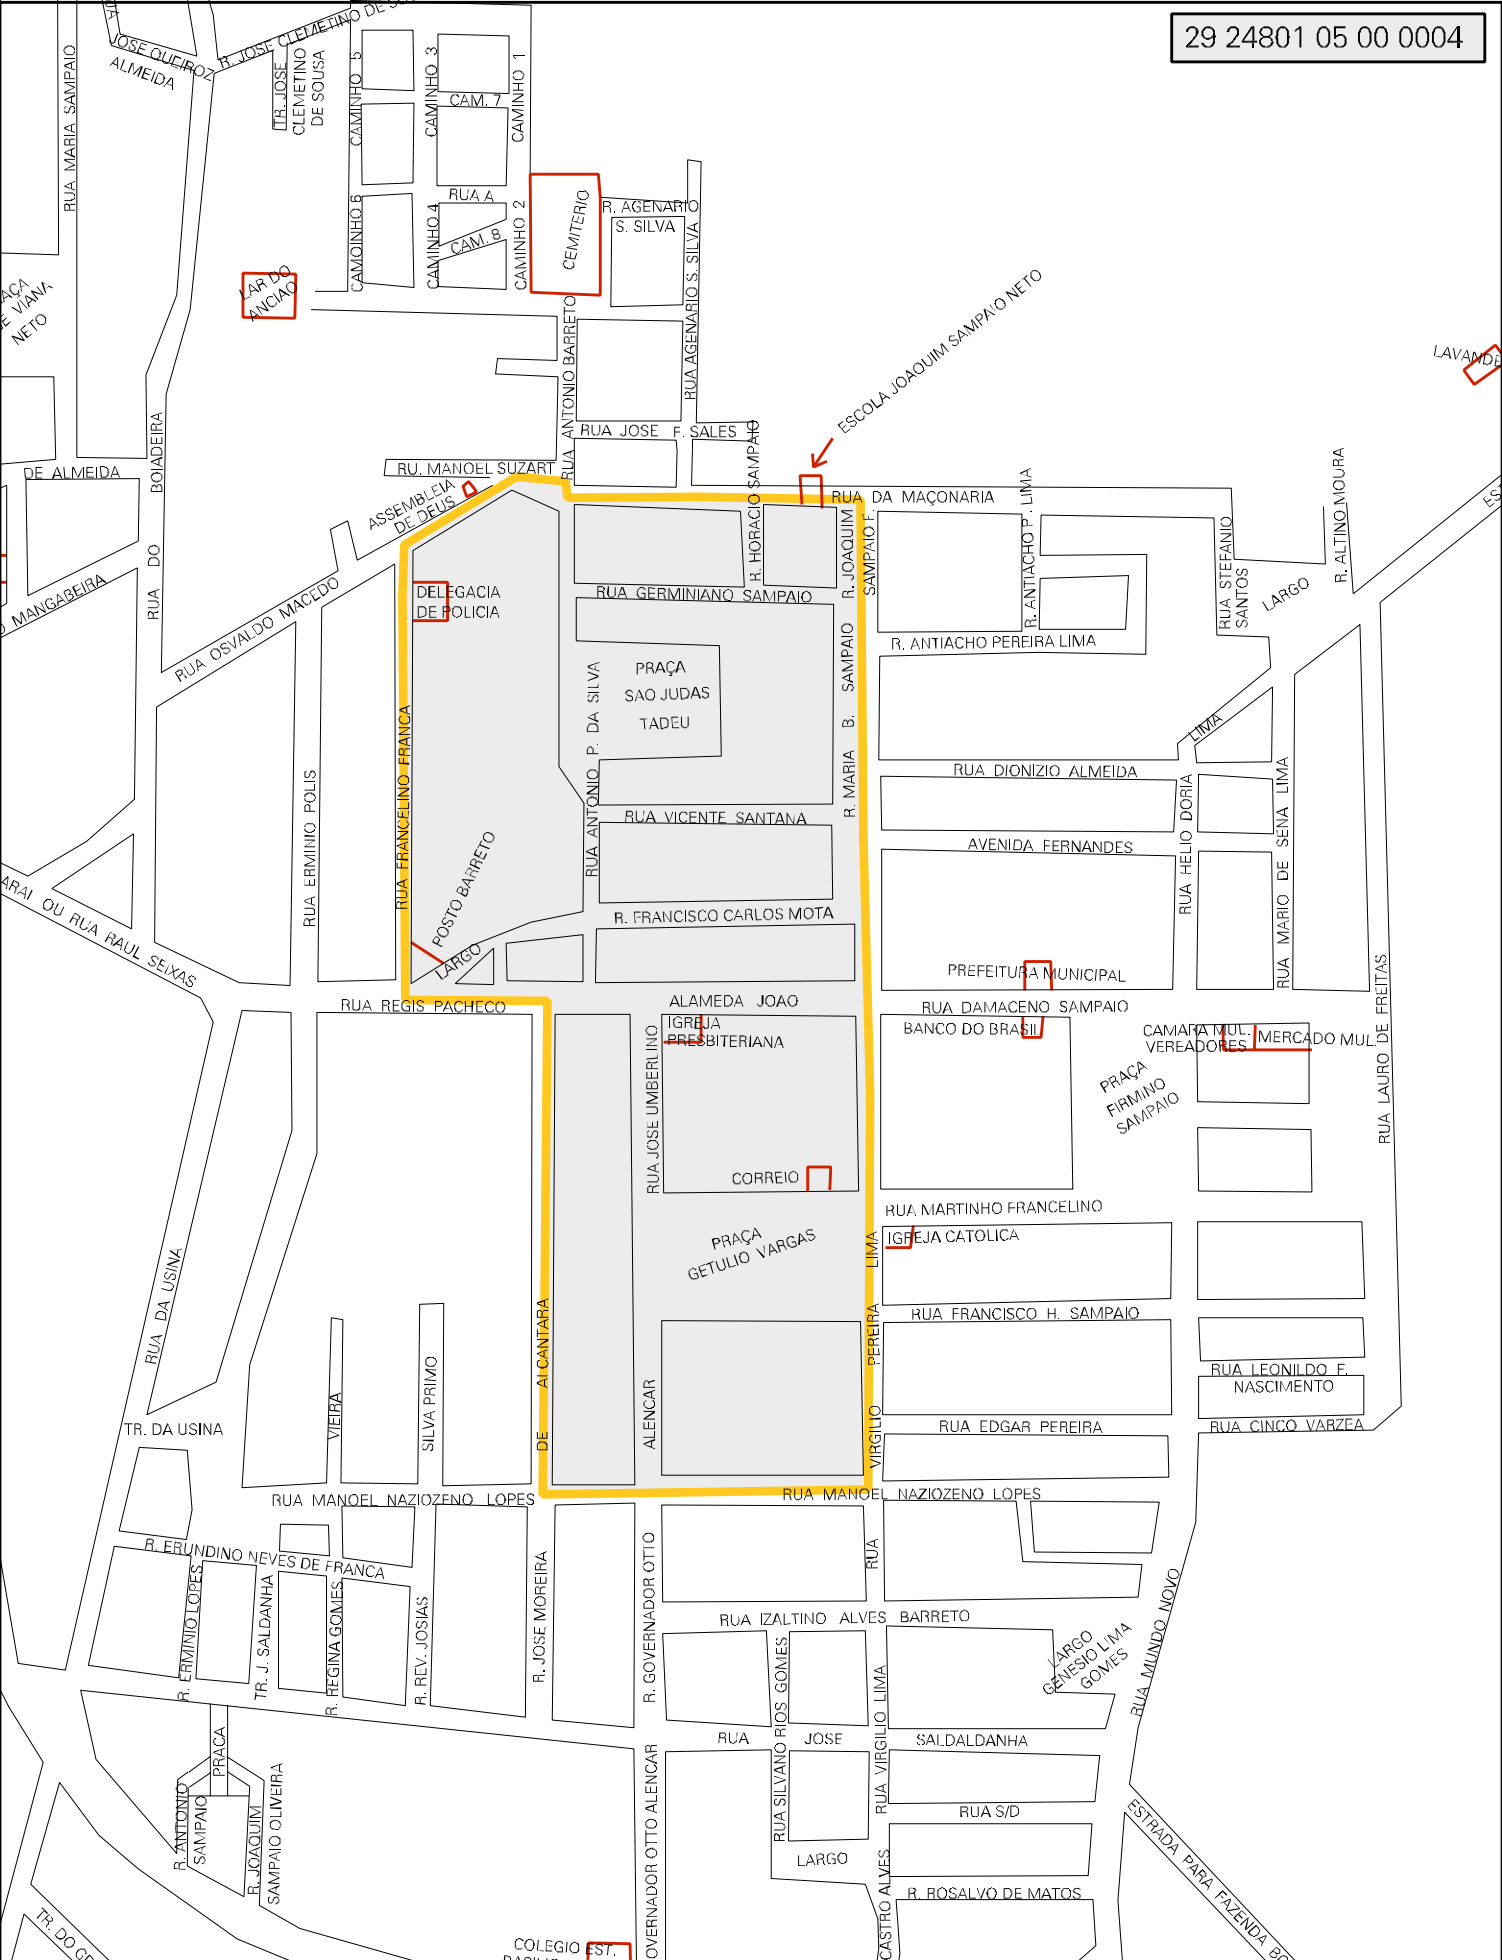 29 24801 05 00 0004
R. JOSE CLEMETINO DE
JOSE QUEIROZ
ALMEIDA
TR. JOSE
CLEMETINO
DE SOUSA
RUA MARIA SAMPAIO
CAMINHO 5
CAMINHO 3
CAMINHO 1
CAM. 7
RUA A
CAM. 8
CAMOINHO 6
CAMINHO 4
CAMINHO 2
CEMITERIO
R. AGENARIO
S. SILVA
RUA AGENARIO S. SILVA
LAR DO
ANCIAO
VIANA
NETO
RUA ANTONIO BARRETO
ESCOLA JOAQUIM SAMPAIO NETO
LAVANDE
RUA JOSE F. SALES
RU. MANOEL SUZART
DE ALMEIDA
BOIADEIRA
DO
RUA
ASSEMBLEIA
DE DEUS
R. HORACIO SAMPAIO
RUA DA MAÇONARIA
R. JOAQUIM
SAMPAIO F.
R. ANTIACHO P. LIMA
RUA STEFANIO
SANTOS
LARGO
R. ALTINO MOURA
EST
MANGABEIRA
RUA OSVALDO MACEDO
DELEGACIA
DE POLICIA
RUA GERMINIANO SAMPAIO
R. ANTIACHO PEREIRA LIMA
PRAÇA
SAO JUDAS
TADEU
RUA ANTONIO P. DA SILVA
R. MARIA B. SAMPAIO
LIMA
RUA FRANCELINO FRANCA
RUA ERMINIO POLIS
RUA DIONIZIO ALMEIDA
RUA VICENTE SANTANA
AVENIDA FERNANDES
RUA HELIO DORIA
RUA MARIO DE SENA LIMA
POSTO BARRETO
LARGO
R. FRANCISCO CARLOS MOTA
ARAI OU RUA RAUL SEIXAS
PREFEITURA MUNICIPAL
RUA REGIS PACHECO
ALAMEDA JOAO
RUA DAMACENO SAMPAIO
IGREJA
PRESBITERIANA
BANCO DO BRASIL
CAMARA MUL.
VEREADORES
MERCADO MUL.
RUA LAURO DE FREITAS
RUA JOSE UMBERLINO
PRAÇA
FIRMINO
SAMPAIO
CORREIO
RUA MARTINHO FRANCELINO
IGREJA CATOLICA
PRAÇA
GETULIO VARGAS
RUA DA USINA
RUA FRANCISCO H. SAMPAIO
RUA LEONILDO F.
NASCIMENTO
RUA CINCO VARZEA
RUA EDGAR PEREIRA
TR. DA USINA
VIEIRA
SILVA PRIMO
DE ALCANTARA
ALENCAR
VIRGILIO PEREIRA LIMA
RUA MANOEL NAZIOZENO LOPES
RUA MANOEL NAZIOZENO LOPES
R. ERUNDINO NEVES DE FRANCA
R. ERMINIO LOPES
TR. J. SALDANHA
R. REGINA GOMES
R. REV. JOSIAS
R. JOSE MOREIRA
R. GOVERNADOR OTTO
RUA
RUA IZALTINO ALVES BARRETO
RUA SILVANO RIOS GOMES
RUA VIRGILIO LIMA
LARGO
GENESIO LIMA
GOMES
RUA MUNDO NOVO
RUA JOSE SALDALDANHA
PRACA
R. ANTONIO
SAMPAIO
R. JOAQUIM
SAMPAIO OLIVEIRA
OVERNADOR OTTO ALENCAR
RUA S/D
LARGO
R. ROSALVO DE MATOS
CASTRO ALVES
ESTRADA PARA FAZENDA BO
TR. DO
COLEGIO EST.